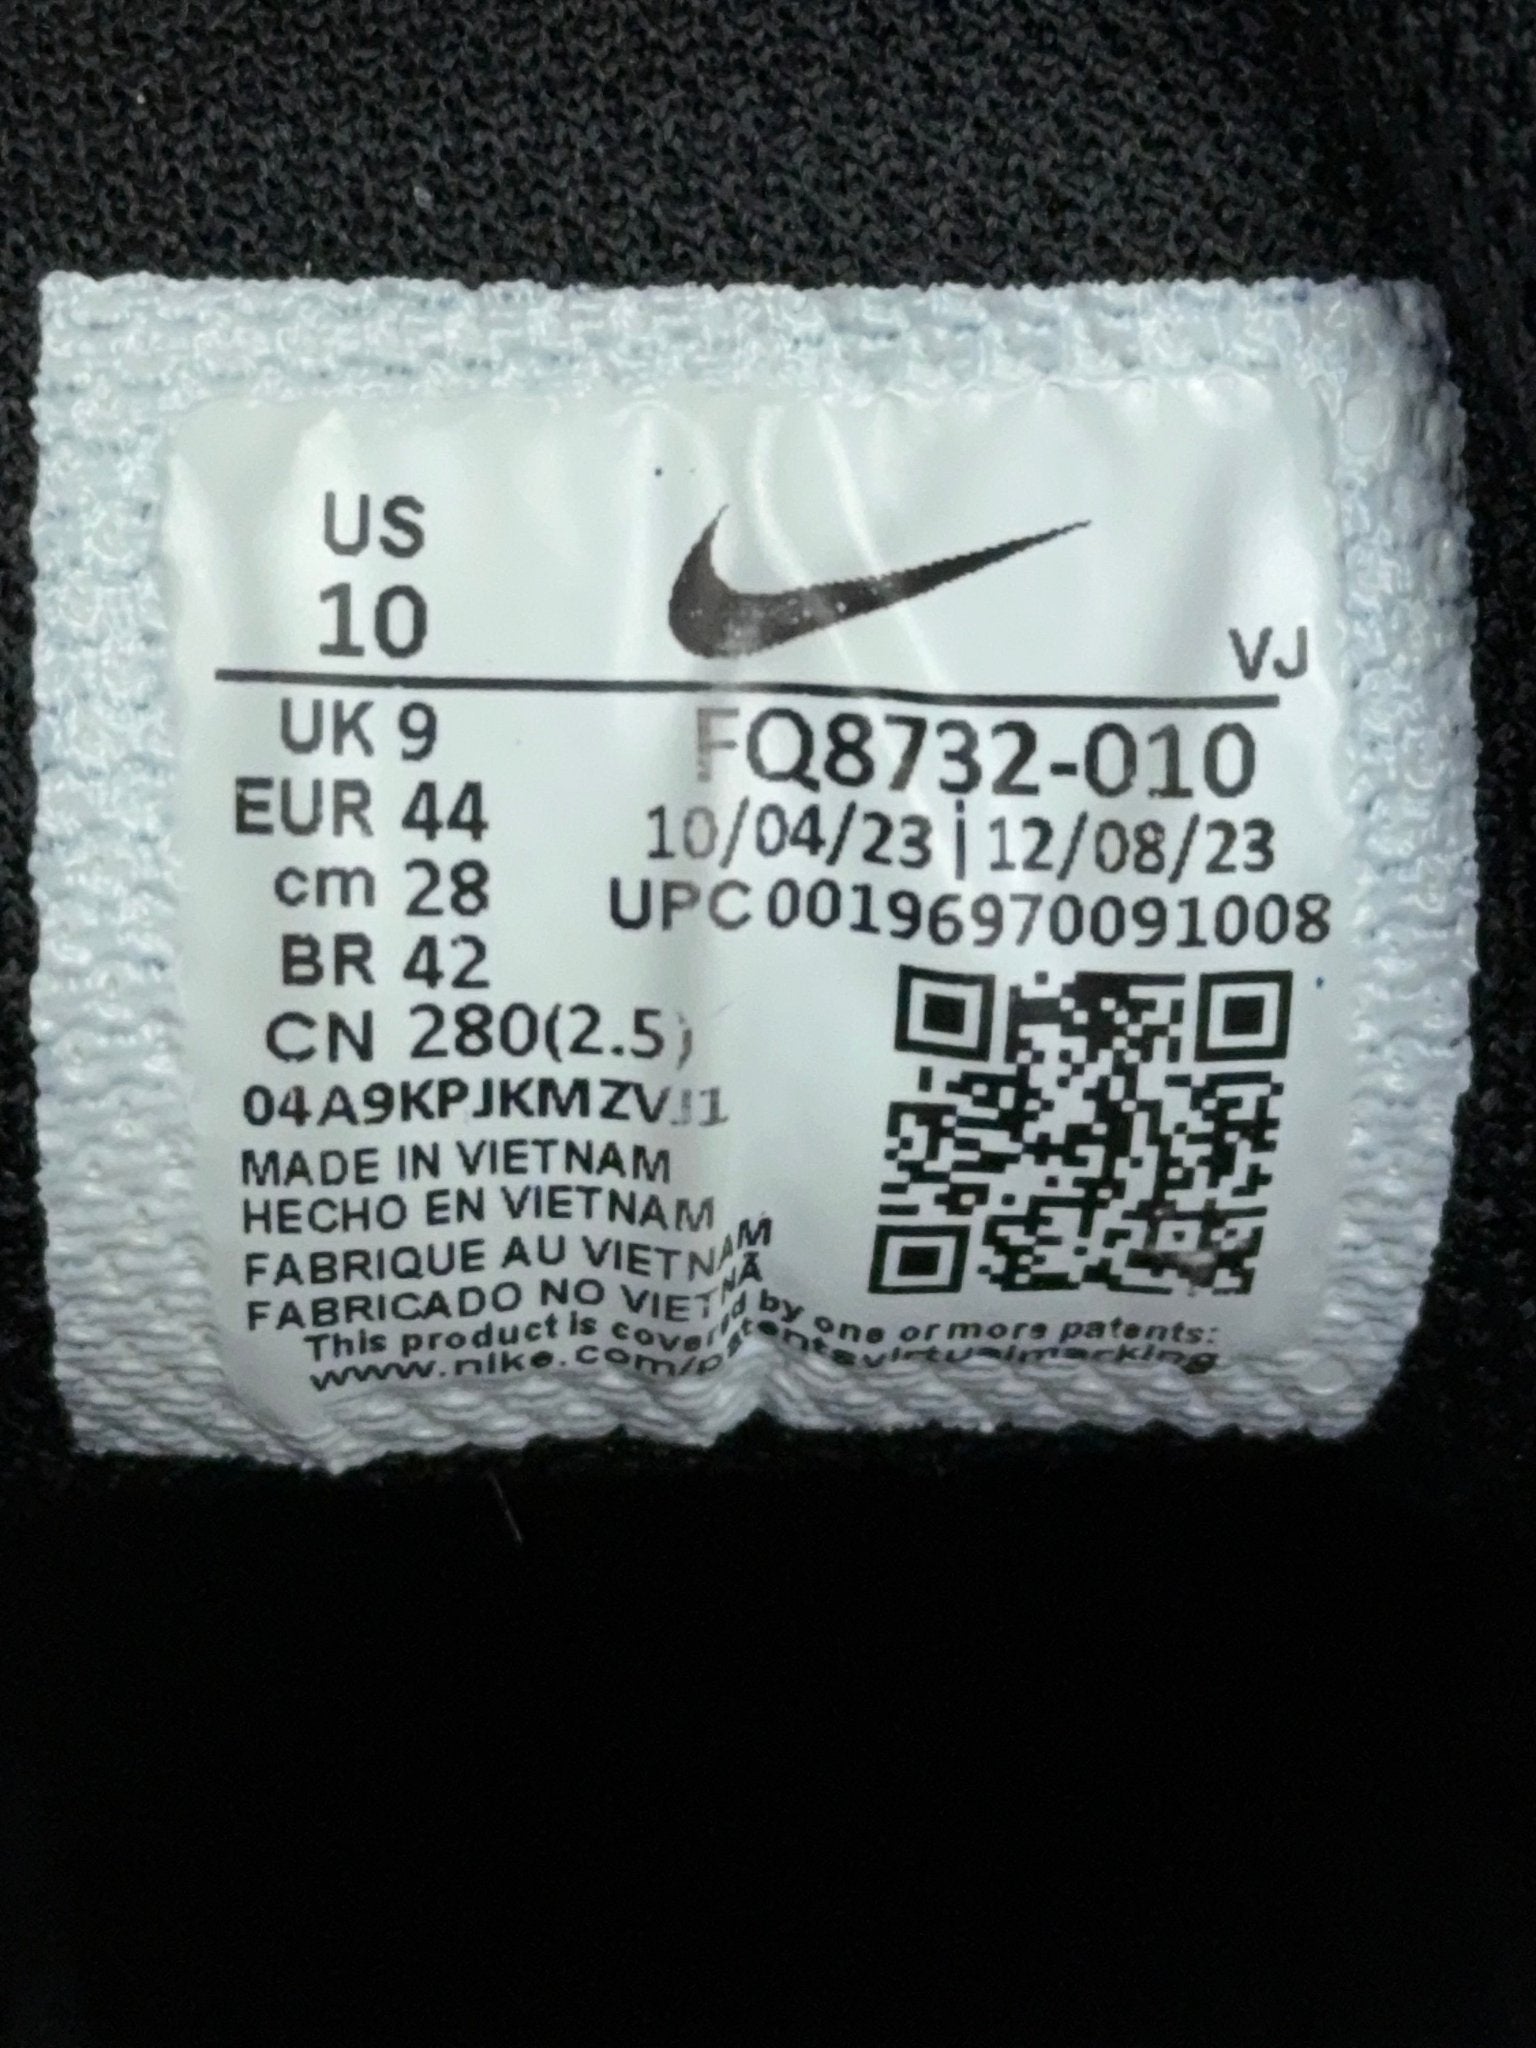 US
10
VJ
UK 9
EUR 44
cm 28
BR 42
CN 280(2.5)
FQ8732-010
10/04/23 | 12/08/23
UPC 00196970091008
04A9KPJKMZVJ1
MADE IN VIETNAM
HECHO EN VIETNAM
FABRIQUE AU VIETNAM
FABRICADO NO VIETNÃ
This product is covered by one or more patents:
www.nike.com/patentsvirtualmarking